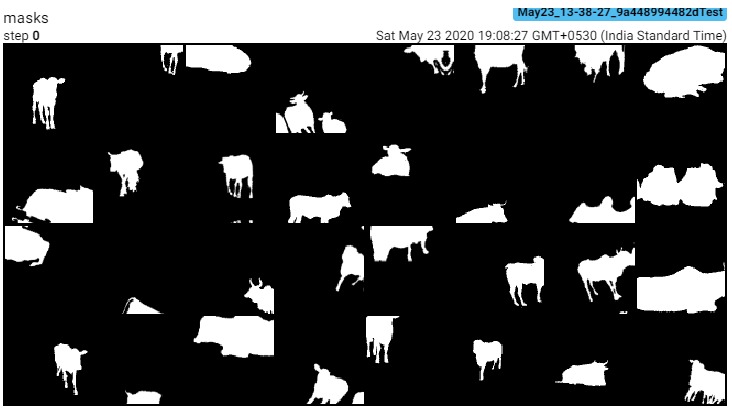 masks
May23_13-38-27_9a448994482dTest
step 0
Sat May 23 2020 19:08:27 GMT+0530 (India Standard Time)